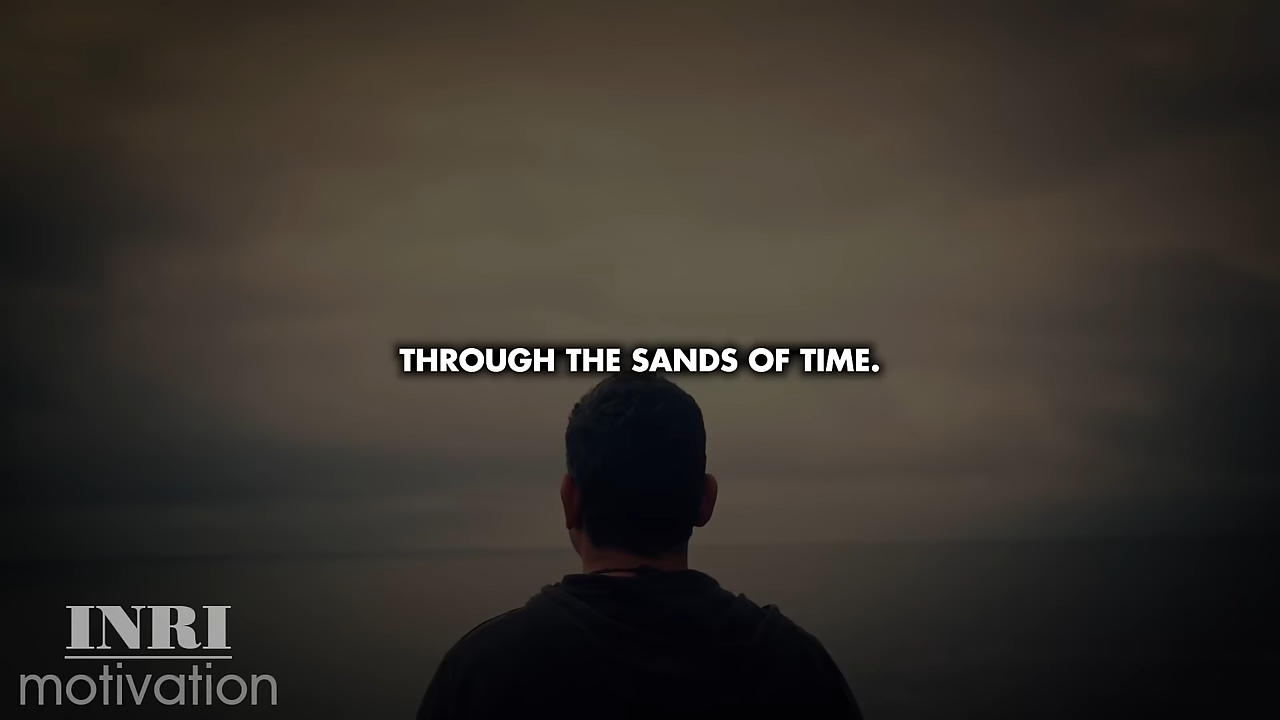 THROUGH THE SANDS OF TIME.
INRI
motivation